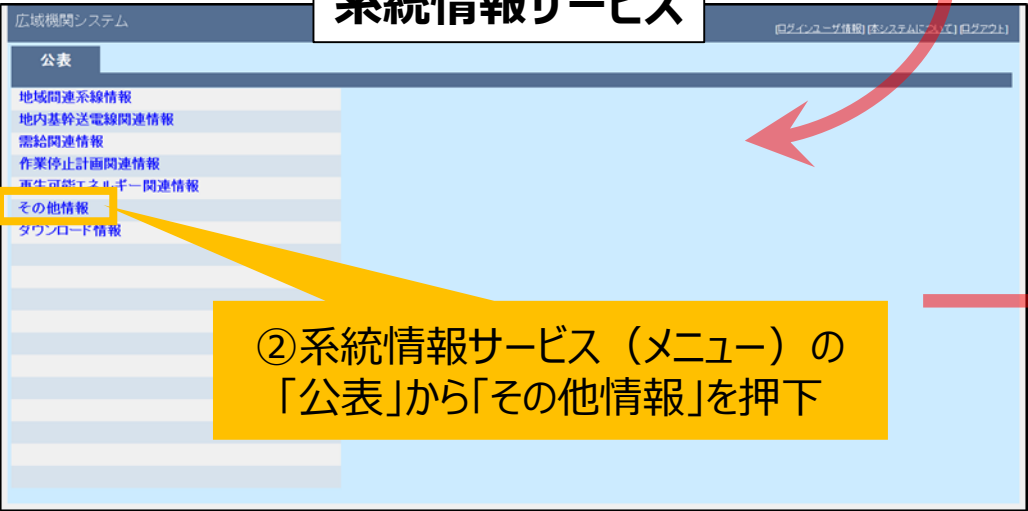 系統情報サービス
広域機関システム
[ログインユーザ情報] [本システムについて] [ログアウト]
公表
地域間連系線情報
地内基幹送電線関連情報
需給関連情報
作業停止計画関連情報
再生可能エネルギー関連情報
その他情報
ダウンロード情報
②系統情報サービス（メニュー）の
「公表」から「その他情報」を押下